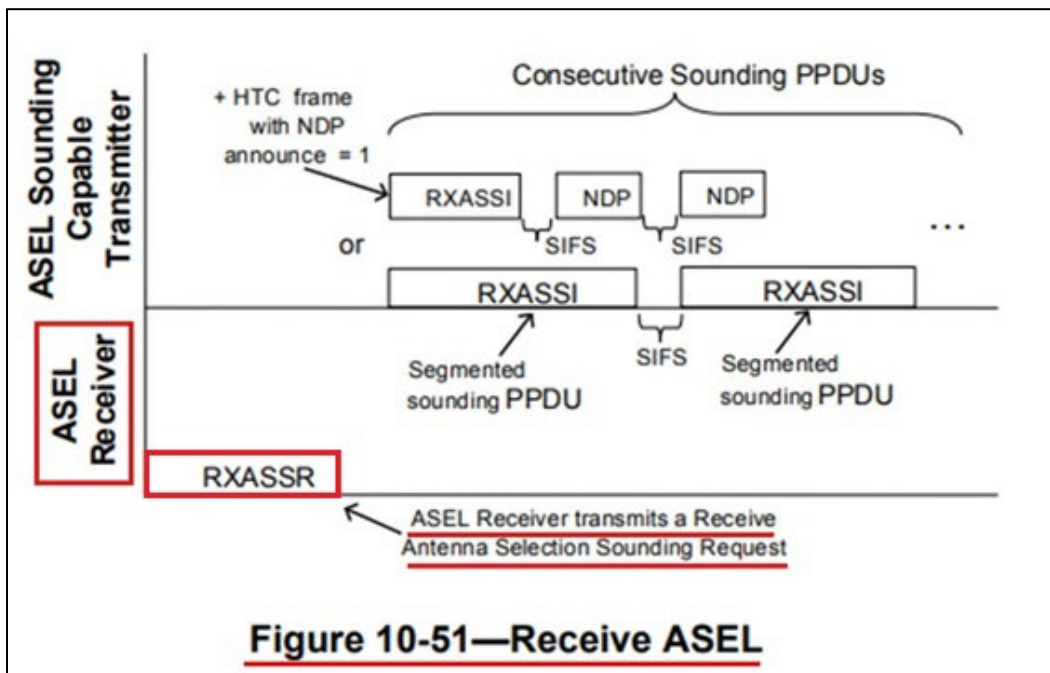 ASEL Sounding
Capable
Transmitter
Consecutive Sounding PPDUs
+ HTC frame
with NDP
announce = 1
RXASSI
NDP
NDP
SIFS
SIFS
...
or
RXASSI
RXASSI
SIFS
Segmented
sounding PPDU
Segmented
sounding PPDU
ASEL
Receiver
RXASSR
ASEL Receiver transmits a Receive
Antenna Selection Sounding Request
Figure 10-51—Receive ASEL